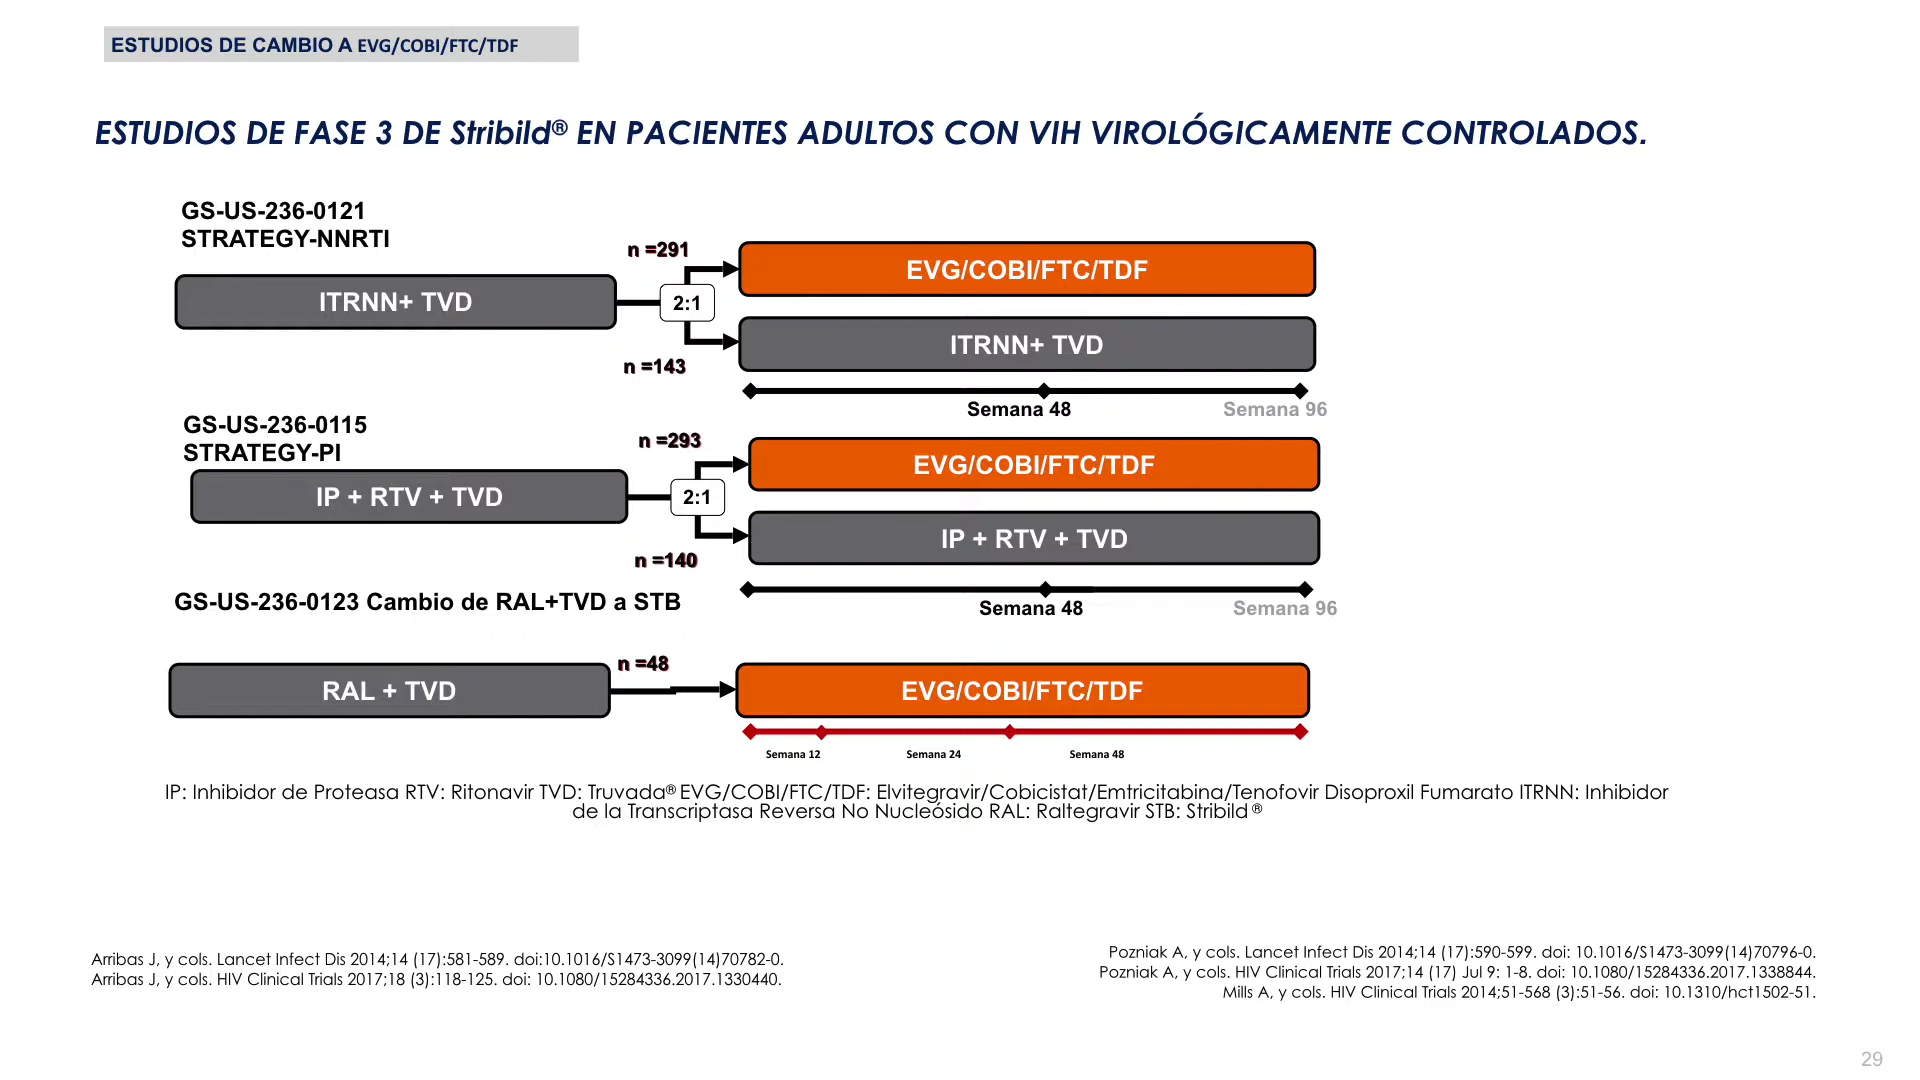 ESTUDIOS DE CAMBIO A EVG/COBI/FTC/TDF
ESTUDIOS DE FASE 3 DE Stribild® EN PACIENTES ADULTOS CON VIH VIROLÓGICAMENTE CONTROLADOS.
GS-US-236-0121
STRATEGY-NNRTI
n =291
EVG/COBI/FTC/TDF
ITRNN+ TVD
2:1
ITRNN+ TVD
n =143
Semana 48
Semana 96
GS-US-236-0115
STRATEGY-PI
n =293
EVG/COBI/FTC/TDF
IP + RTV + TVD
2:1
IP + RTV + TVD
n =140
GS-US-236-0123 Cambio de RAL+TVD a STB
Semana 48
Semana 96
n =48
RAL + TVD
EVG/COBI/FTC/TDF
Semana 12
Semana 24
Semana 48
IP: Inhibidor de Proteasa RTV: Ritonavir TVD: Truvada® EVG/COBI/FTC/TDF: Elvitegravir/Cobicistat/Emtricitabina/Tenofovir Disoproxil Fumarato ITRNN: Inhibidor
de la Transcriptasa Reversa No Nucleósido RAL: Raltegravir STB: Stribild ®
Arribas J, y cols. Lancet Infect Dis 2014;14 (17):581-589. doi:10.1016/S1473-3099(14)70782-0.
Arribas J, y cols. HIV Clinical Trials 2017;18 (3):118-125. doi: 10.1080/15284336.2017.1330440.
Pozniak A, y cols. Lancet Infect Dis 2014;14 (17):590-599. doi: 10.1016/S1473-3099(14)70796-0.
Pozniak A, y cols. HIV Clinical Trials 2017;14 (17) Jul 9: 1-8. doi: 10.1080/15284336.2017.1338844.
Mills A, y cols. HIV Clinical Trials 2014;51-568 (3):51-56. doi: 10.1310/hct1502-51.
29